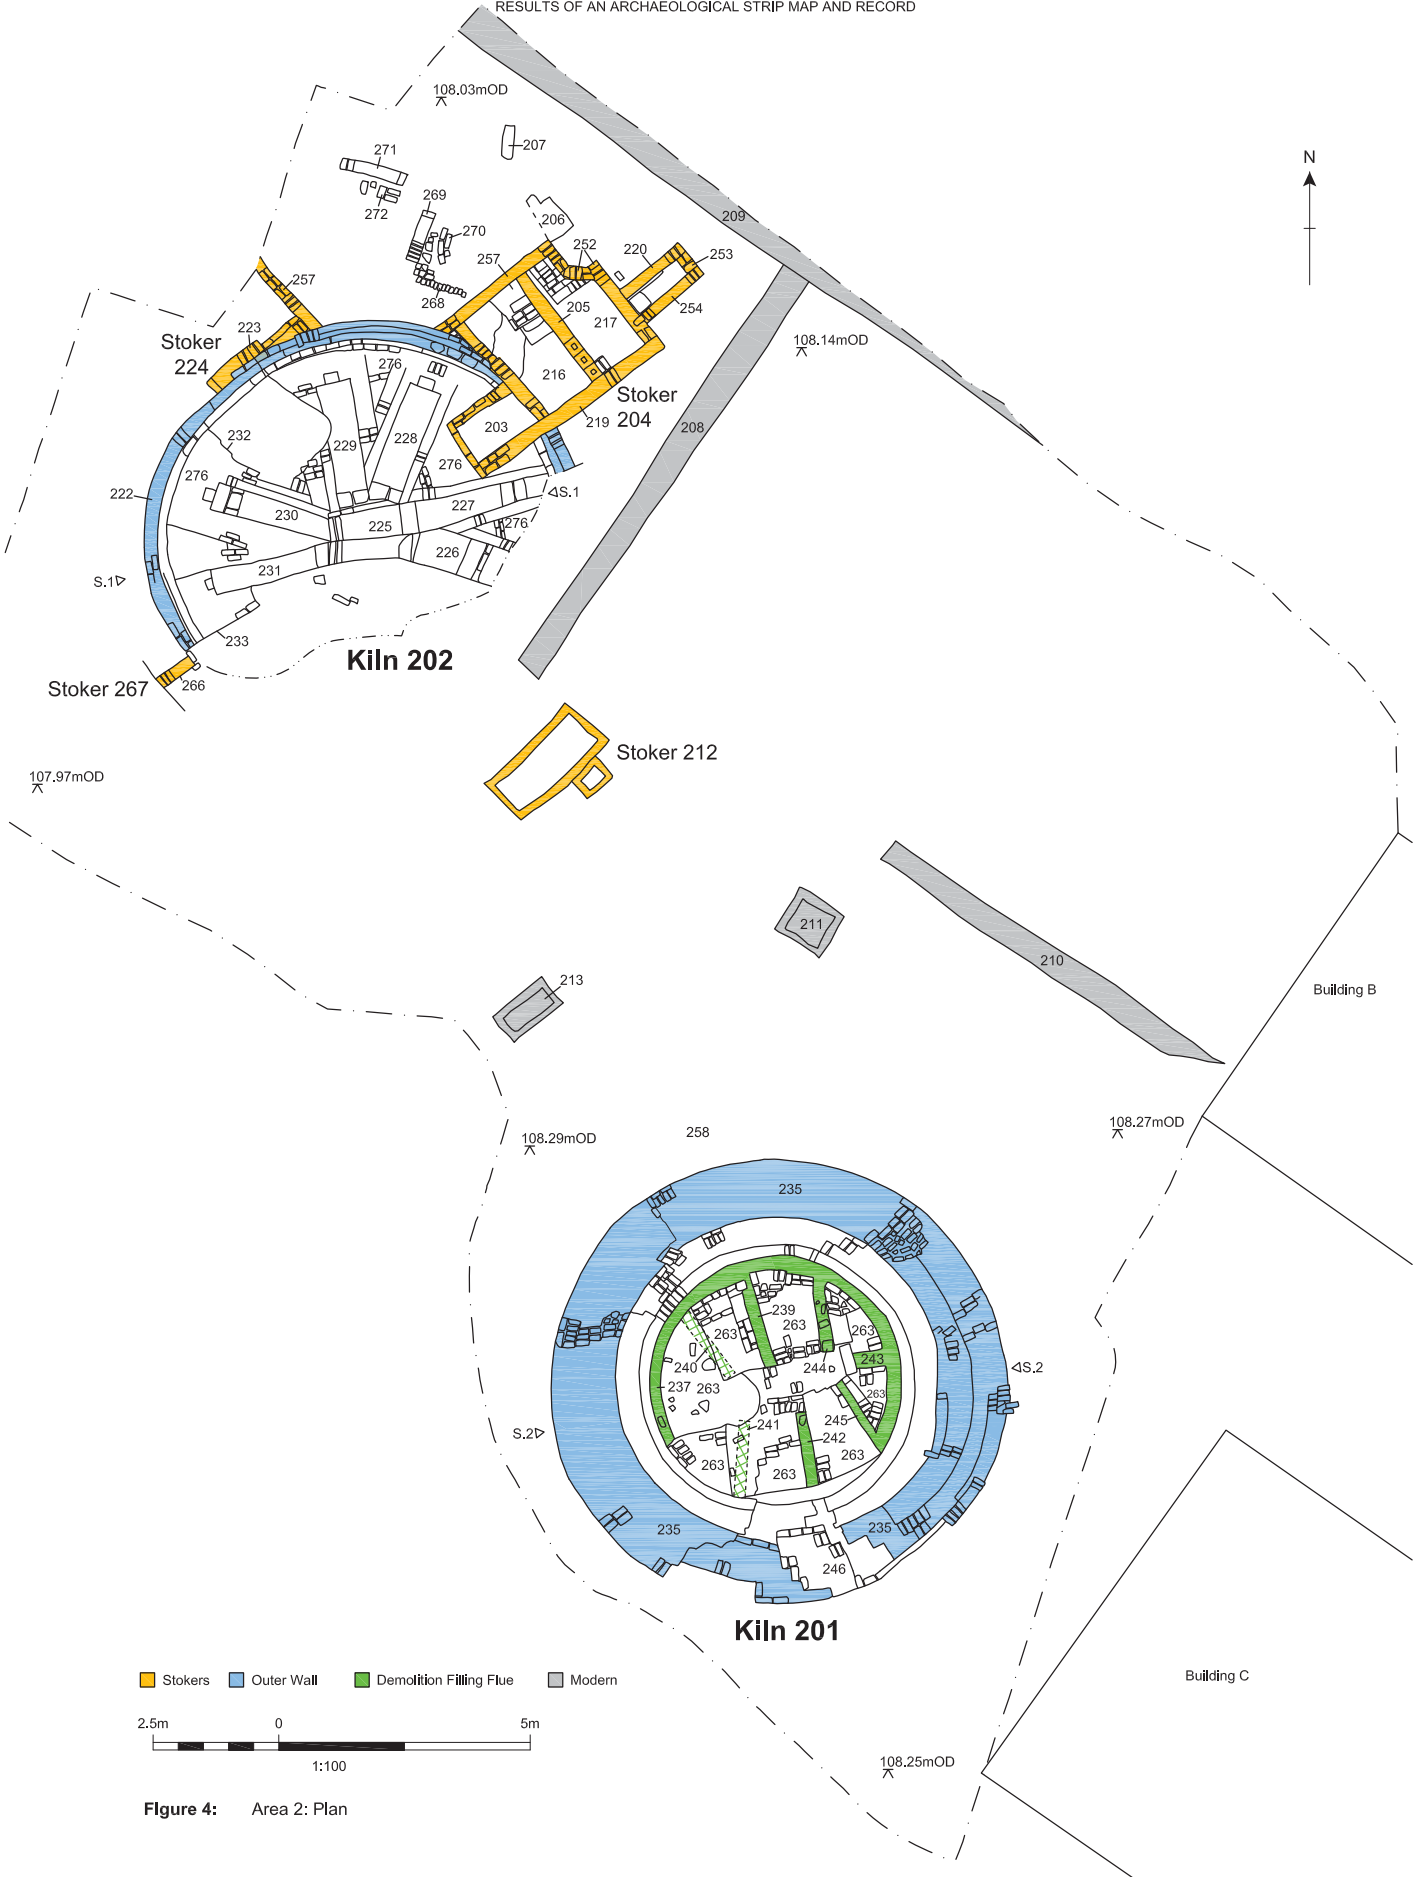 RESULTS OF AN ARCHAEOLOGICAL STRIP MAP AND RECORD
108.03mOD
207
271
272
269
270
268
206
209
N
257
252
220
253
254
257
205
217
108.14mOD
223
Stoker
224
276
216
Stoker
204
219
203
208
232
229
228
276
276
222
S.1
227
230
225
276
226
231
S.1
233
Kiln 202
Stoker 267
266
Stoker 212
107.97mOD
211
210
213
Building B
108.29mOD
258
108.27mOD
235
239
263
263
263
240
244
243
S.2
237
263
263
241
245
S.2
242
263
263
263
235
235
246
Kiln 201
Stokers
Outer Wall
Demolition Filling Flue
Modern
Building C
2.5m
0
5m
1:100
108.25mOD
Figure 4:
Area 2: Plan